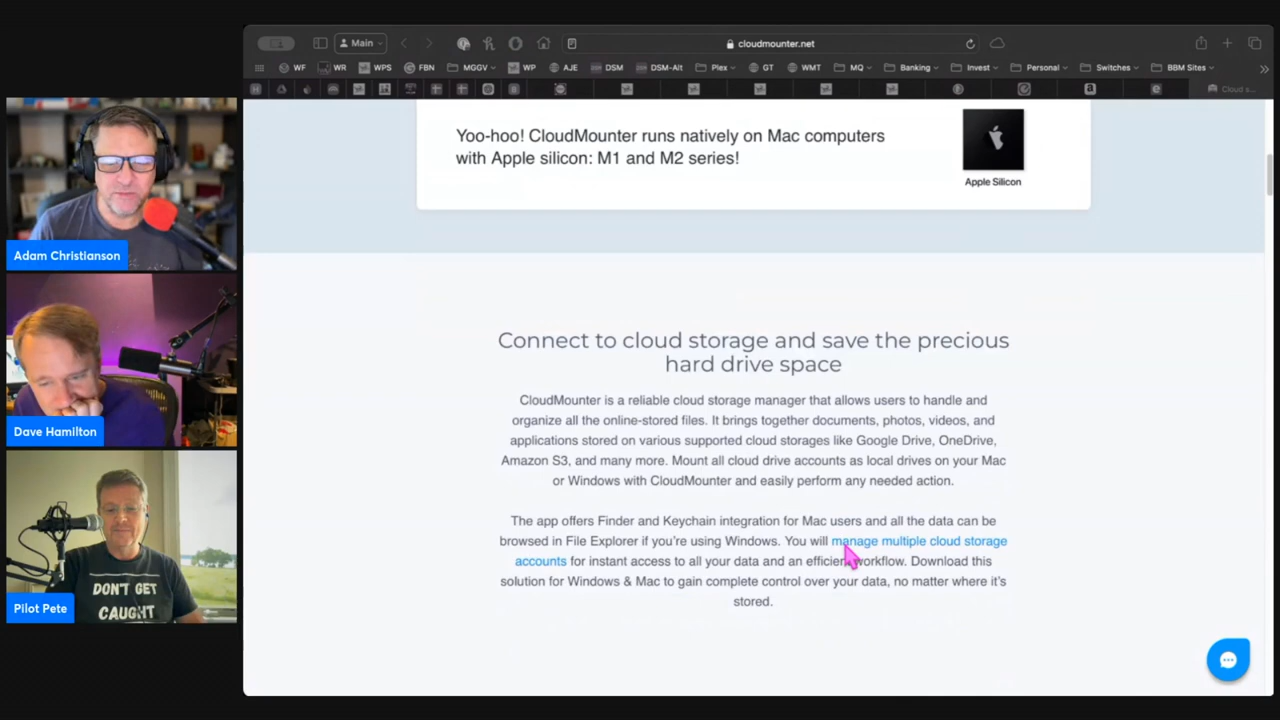 Main
cloudmounter.net
WF
WR
WPS
FBN
MGGV
WP
AJE
DSM
DSM-Alt
Plex
GT
WMT
MQ
Banking
Invest
Personal
Switches
BBM Sites
Cloud s...
Yoo-hoo! CloudMounter runs natively on Mac computers
with Apple silicon: M1 and M2 series!
Apple Silicon
Adam Christianson
Connect to cloud storage and save the precious
hard drive space
CloudMounter is a reliable cloud storage manager that allows users to handle and
organize all the online-stored files. It brings together documents, photos, videos, and
applications stored on various supported cloud storages like Google Drive, OneDrive,
Amazon S3, and many more. Mount all cloud drive accounts as local drives on your Mac
or Windows with CloudMounter and easily perform any needed action.
Dave Hamilton
The app offers Finder and Keychain integration for Mac users and all the data can be
browsed in File Explorer if you're using Windows. You will manage multiple cloud storage
accounts for instant access to all your data and an efficient workflow. Download this
solution for Windows & Mac to gain complete control over your data, no matter where it's
stored.
DON'T GET
CAUGHT
Pilot Pete